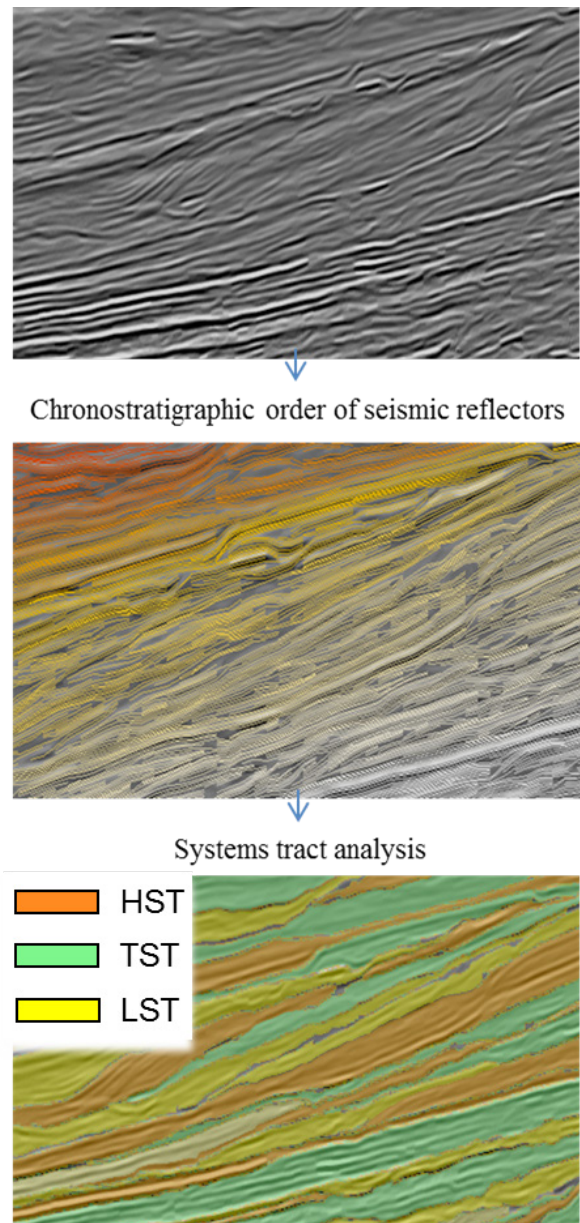 Chronostratigraphic order of seismic reflectors
Systems tract analysis
HST
TST
LST